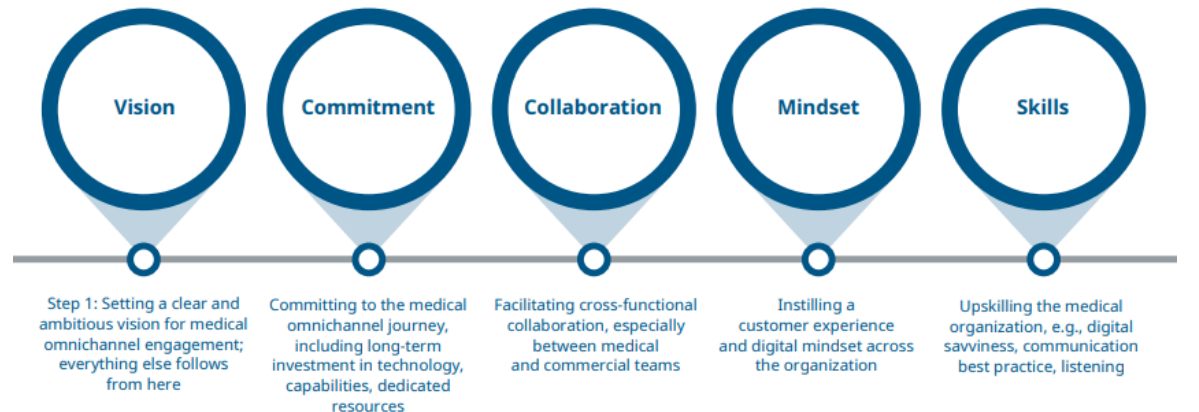 Vision
Commitment
Collaboration
Mindset
Skills
Step 1: Setting a clear and
ambitious vision for medical
omnichannel engagement;
everything else follows
from here
Committing to the medical
omnichannel journey,
including long-term
investment in technology,
capabilities, dedicated
resources
Facilitating cross-functional
collaboration, especially
between medical
and commercial teams
Instilling a
customer experience
and digital mindset across
the organization
Upskilling the medical
organization, e.g., digital
savviness, communication
best practice, listening